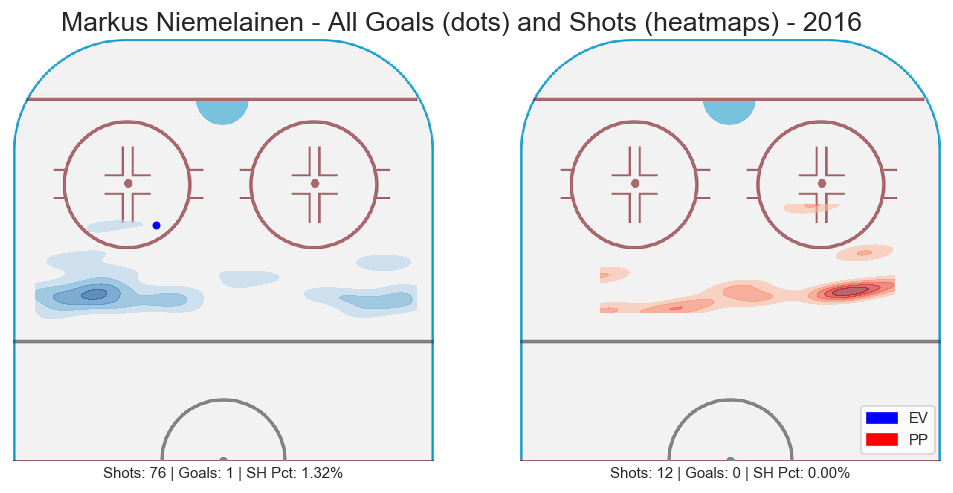 Markus Niemelainen - All Goals (dots) and Shots (heatmaps) - 2016
EV
PP
Shots: 76 | Goals: 1 | SH Pct: 1.32%
Shots: 12 | Goals: 0 | SH Pct: 0.00%